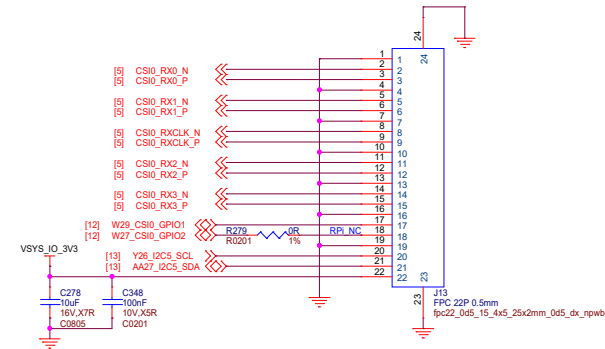 24
24
1 1
[5] CSI0_RX0_N 2 2
[5] CSI0_RX0_P 3 3
4 4
[5] CSI0_RX1_N 5 5
[5] CSI0_RX1_P 6 6
7 7
[5] CSI0_RXCLK_N 8 8
[5] CSI0_RXCLK_P 9 9
10 10
[5] CSI0_RX2_N 11 11
[5] CSI0_RX2_P 12 12
13 13
[5] CSI0_RX3_N 14 14
[5] CSI0_RX3_P 15 15
16 16
[12] W29_CSI0_GPIO1 17 17
[12] W27_CSI0_GPIO2 R279 0R RPi_NC 18 18
R0201 1% 19 19
[13] Y26_I2C5_SCL 20 20
[13] AA27_I2C5_SDA 21 21
22 22
VSYS_IO_3V3
23
23
C278
10uF
16V,X7R
C0805
C348
100nF
10V,X5R
C0201
J13
FPC 22P 0.5mm
fpc22_0d5_15_4x5_25x2mm_0d5_dx_npwb